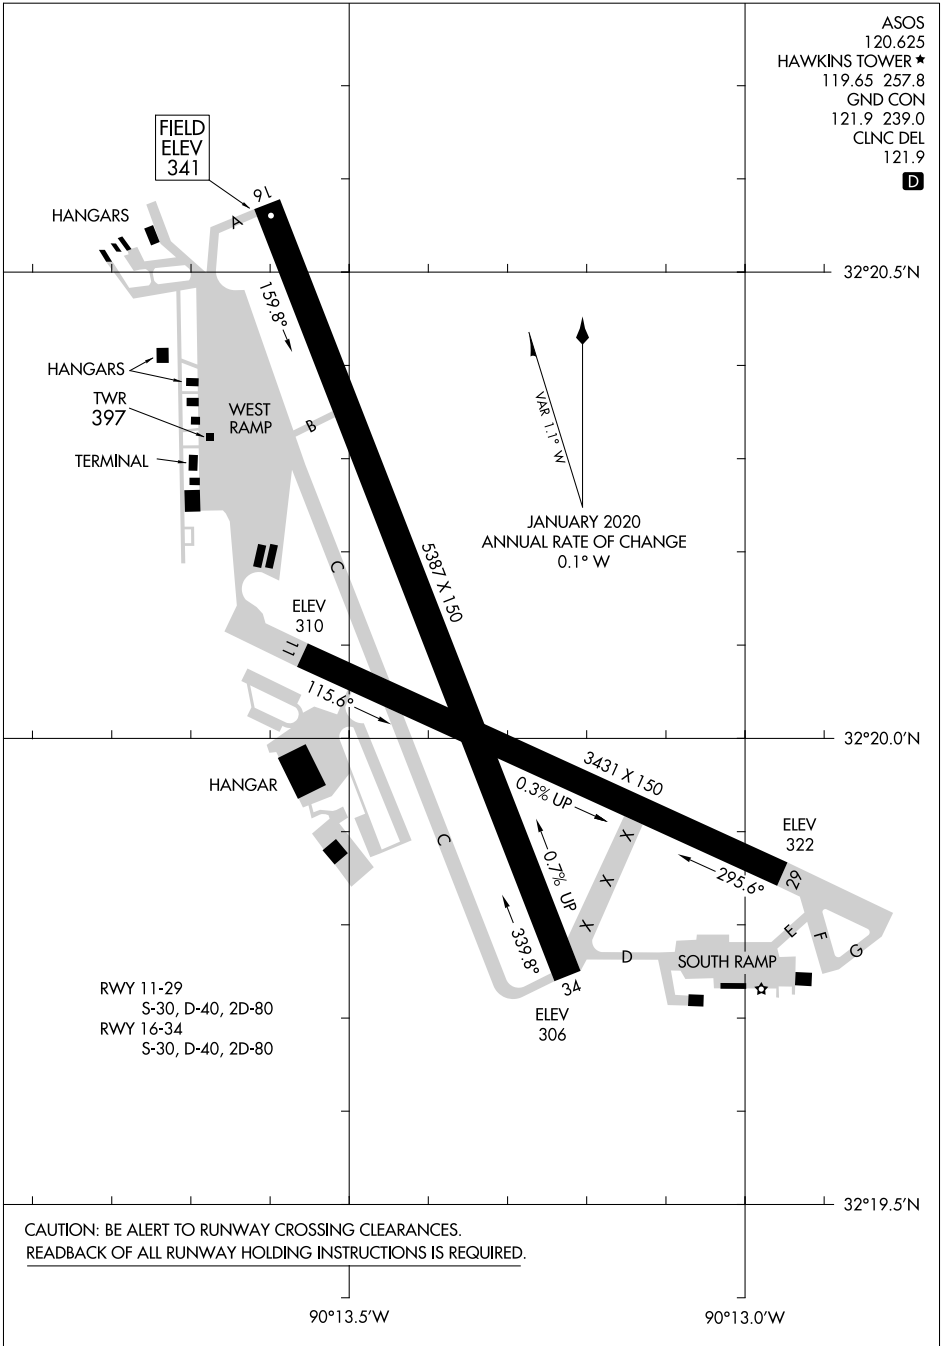 ASOS
120.625
HAWKINS TOWER ★
119.65 257.8
GND CON
121.9 239.0
CLNC DEL
121.9
D
FIELD
ELEV
341
16
A
HANGARS
32°20.5'N
159.8°
HANGARS
TWR
397
WEST
RAMP
B
TERMINAL
VAR 1.1° W
JANUARY 2020
ANNUAL RATE OF CHANGE
0.1° W
5387 X 150
C
ELEV
310
11
115.6°
32°20.0'N
3431 X 150
0.3% UP
HANGAR
C
X
X
X
0.7% UP
ELEV
322
29
295.6°
339.8°
E
F
G
D
SOUTH RAMP
34
ELEV
306
RWY 11-29
S-30, D-40, 2D-80
RWY 16-34
S-30, D-40, 2D-80
32°19.5'N
CAUTION: BE ALERT TO RUNWAY CROSSING CLEARANCES.
READBACK OF ALL RUNWAY HOLDING INSTRUCTIONS IS REQUIRED.
90°13.5'W
90°13.0'W